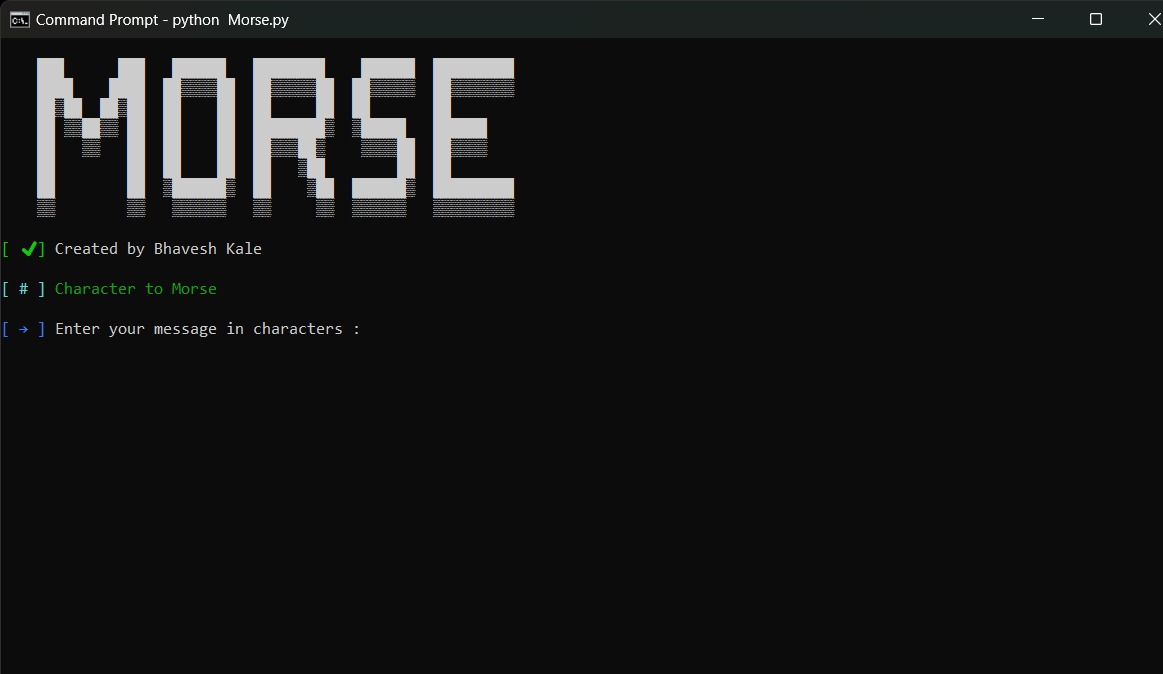 Command Prompt - python  Morse.py
MORSE
[ ✔] Created by Bhavesh Kale
[ # ] Character to Morse
[ → ] Enter your message in characters :